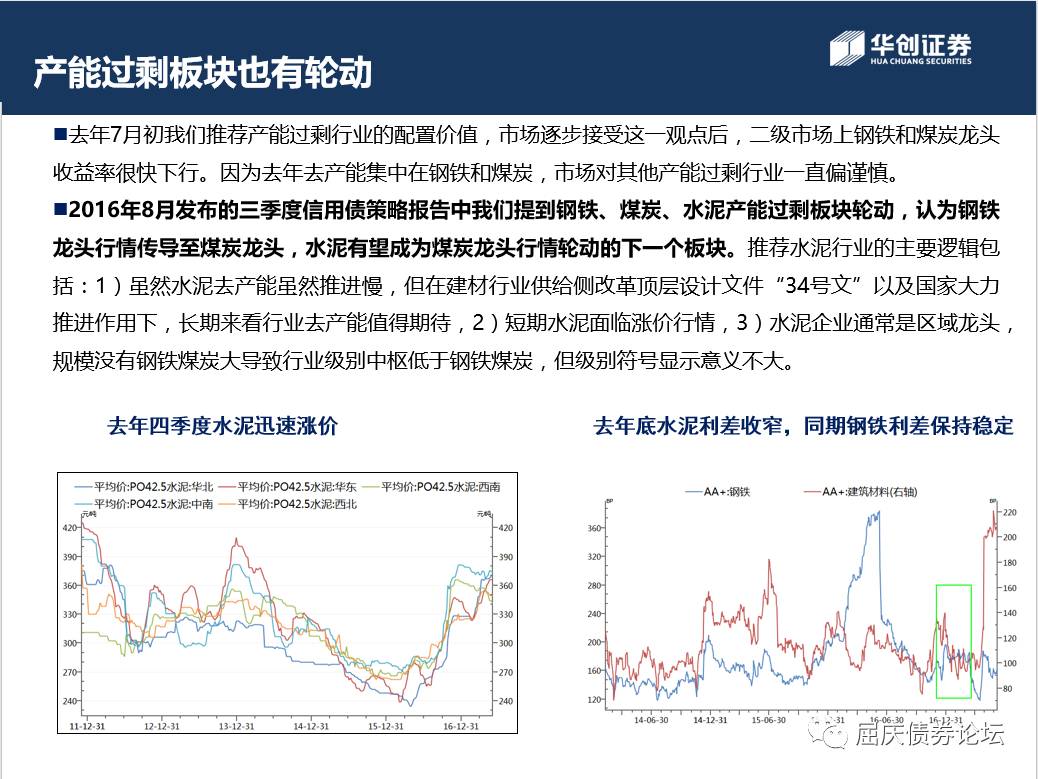 产能过剩板块也有轮动
华创证券
HUA CHUANG SECURITIES
■去年7月初我们推荐产能过剩行业的配置价值，市场逐步接受这一观点后，二级市场上钢铁和煤炭龙头
收益率很快下行。因为去年去产能集中在钢铁和煤炭，市场对其他产能过剩行业一直偏谨慎。
■2016年8月发布的三季度信用债策略报告中我们提到钢铁、煤炭、水泥产能过剩板块轮动，认为钢铁
龙头行情传导至煤炭龙头，水泥有望成为煤炭龙头行情轮动的下一个板块。推荐水泥行业的主要逻辑包
括：1）虽然水泥去产能虽然推进慢，但在建材行业供给侧改革顶层设计文件“34号文”以及国家大力
推进作用下，长期来看行业去产能值得期待，2）短期水泥面临涨价行情，3）水泥企业通常是区域龙头，
规模没有钢铁煤炭大导致行业级别中枢低于钢铁煤炭，但级别符号显示意义不大。
去年四季度水泥迅速涨价
去年底水泥利差收窄，同期钢铁利差保持稳定
平均价:PO42.5水泥:华北 平均价:PO42.5水泥:华东 平均价:PO42.5水泥:西南
平均价:PO42.5水泥:中南 平均价:PO42.5水泥:西北
元/吨 元/吨
420 420
390 390
360 360
330 330
300 300
270 270
240 240
11-12-31 12-12-31 13-12-31 14-12-31 15-12-31 16-12-31
AA+:钢铁 AA+:建筑材料(右轴)
BP BP
360
320
280
240
200
160
120
220
200
180
160
140
120
100
80
14-06-30 14-12-31 15-06-30 16-06-30 16-12-31
屈庆债券论坛